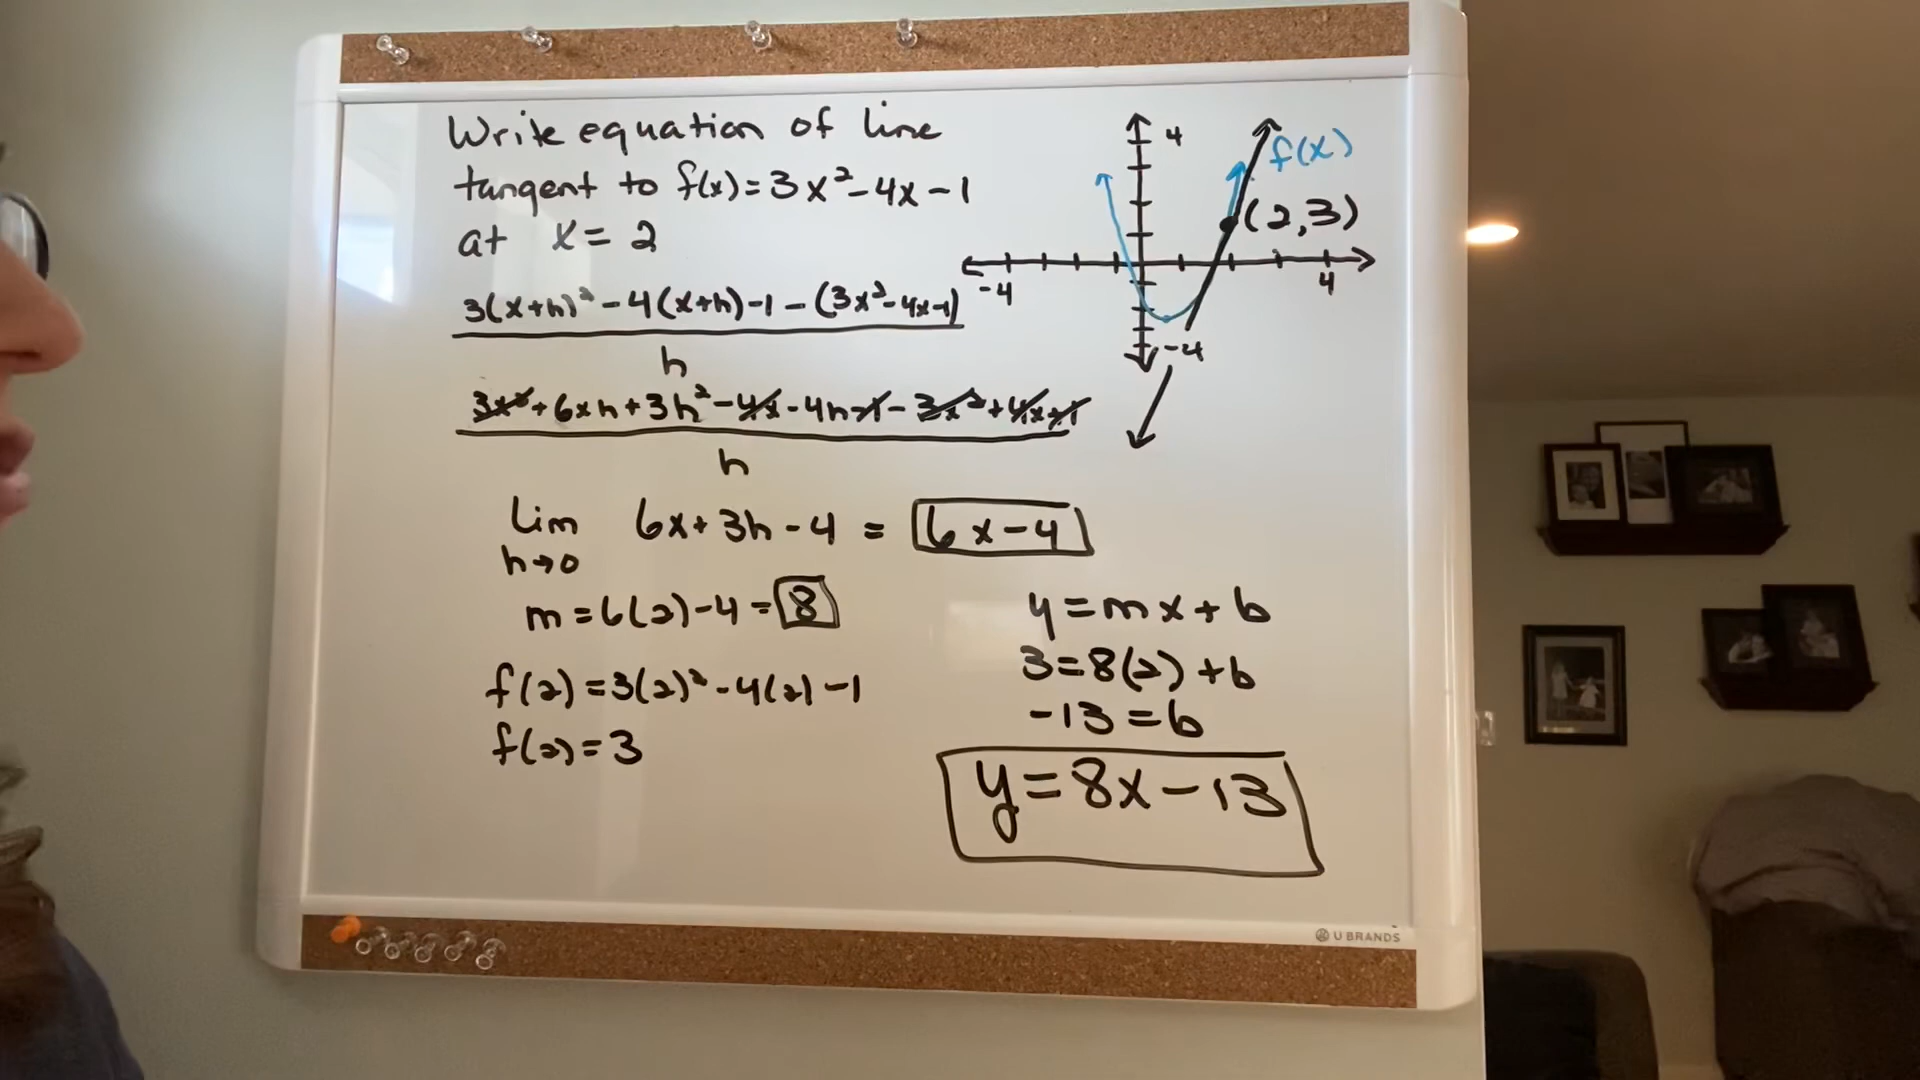 Write equation of line
tangent to f(x)=3x²-4x-1
at x=2
3(x+h)²-4(x+h)-1-(3x²-4x-1)
h
3x²+6xh+3h²-4x-4h-1-3x²+4x+1
h
lim 6x+3h-4 = 6x-4
h→0
m=6(2)-4=8
f(2)=3(2)²-4(2)-1
f(2)=3
y=mx+b
3=8(2)+b
-13=b
y=8x-13
4
f(x)
(2,3)
-4
4
-4
U BRANDS